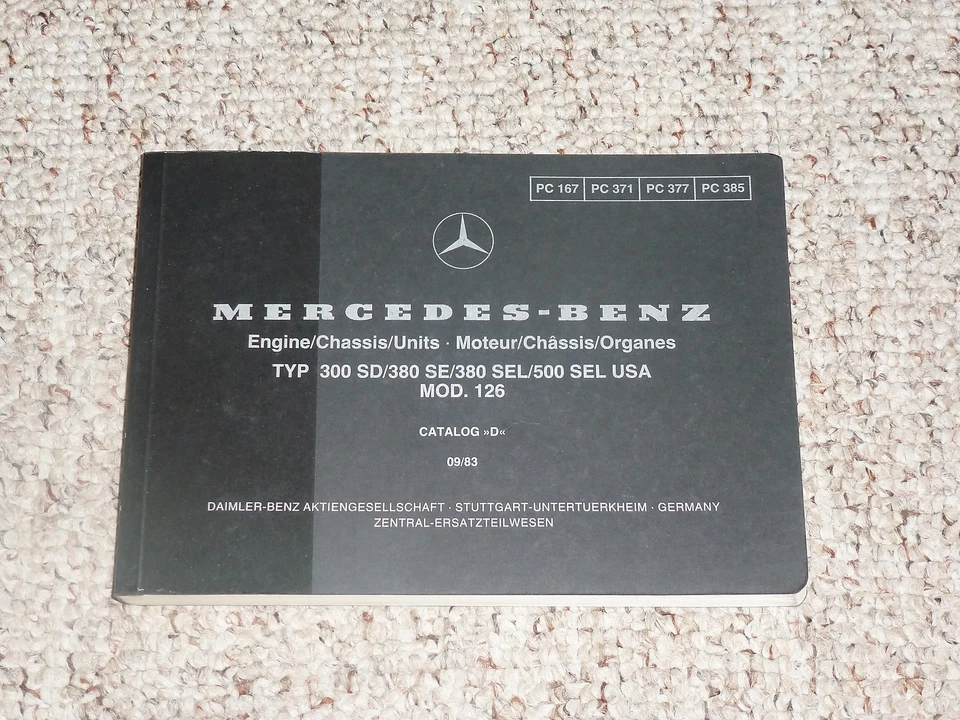 PC 167 PC 371 PC 377 PC 385
MERCEDES-BENZ
Engine/Chassis/Units · Moteur/Châssis/Organes
TYP 300 SD/380 SE/380 SEL/500 SEL USA
MOD. 126
CATALOG »D«
09/83
DAIMLER-BENZ AKTIENGESELLSCHAFT · STUTTGART-UNTERTUERKHEIM · GERMANY
ZENTRAL-ERSATZTEILWESEN